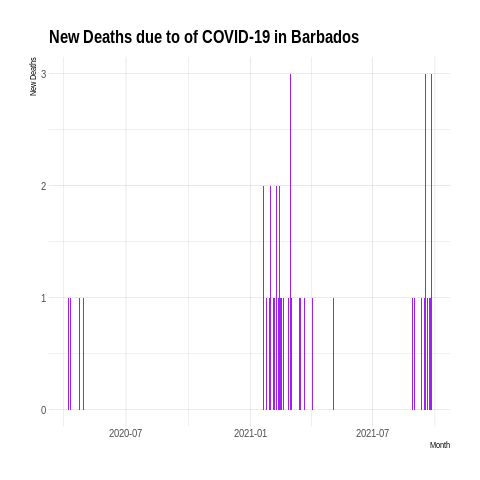 New Deaths due to of COVID-19 in Barbados
New Deaths
3
2
1
0
2020-07 2021-01 2021-07
Month